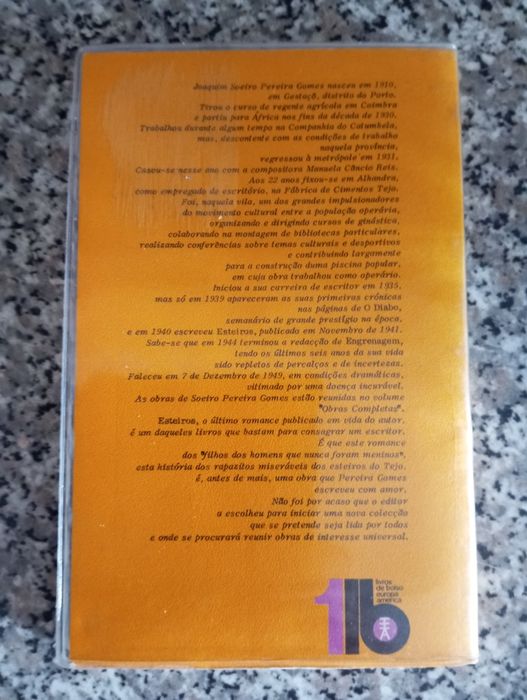 Joaquim Soeiro Pereira Gomes nasceu em 1910,
em Gestaçô, distrito do Porto.
Tirou o curso de regente agrícola em Coimbra
e partiu para África nos fins da década de 1930.
Trabalhou durante algum tempo na Companhia do Catumbela,
mas, descontente com as condições de trabalho
naquela província,
regressou à metrópole em 1931.
Casou-se nesse ano com a compositora Manuela Câncio Reis.
Aos 22 anos fixou-se em Alhandra,
como empregado de escritório, na Fábrica de Cimentos Tejo.
Foi, naquela vila, um dos grandes impulsionadores
do movimento cultural entre a população operária,
organizando e dirigindo cursos de ginástica,
colaborando na montagem de bibliotecas particulares,
realizando conferências sobre temas culturais e desportivos
e contribuindo largamente
para a construção duma piscina popular,
em cuja obra trabalhou como operário.
Iniciou a sua carreira de escritor em 1935,
mas só em 1939 apareceram as suas primeiras crónicas
nas páginas de O Diabo,
semanário de grande prestígio na época,
e em 1940 escreveu Esteiros, publicado em Novembro de 1941.
Sabe-se que em 1944 terminou a redacção de Engrenagem,
tendo os últimos seis anos da sua vida
sido repletos de percalços e de incertezas.
Faleceu em 7 de Dezembro de 1949, em condições dramáticas,
vitimado por uma doença incurável.
As obras de Soeiro Pereira Gomes estão reunidas no volume
"Obras Completas".
Esteiros, o último romance publicado em vida do autor,
é um daqueles livros que bastam para consagrar um escritor.
É que este romance
dos "filhos dos homens que nunca foram meninos",
esta história dos rapazitos miseráveis dos esteiros do Tejo,
é, antes de mais, uma obra que Pereira Gomes
escreveu com amor.
Não foi por acaso que o editor
a escolheu para iniciar uma nova colecção
que se pretende seja lida por todos
e onde se procurará reunir obras de interesse universal.
1 lb
livros
de bolso
europa
américa
EA